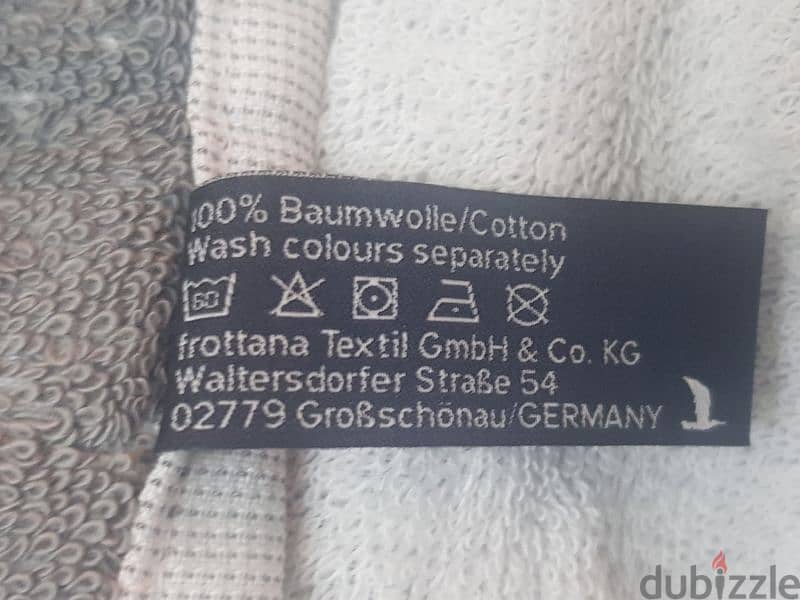 100% Baumwolle/Cotton
Wash colours separately
60
frottana Textil GmbH & Co. KG
Waltersdorfer Straße 54
02779 Großschönau/GERMANY
dubizzle